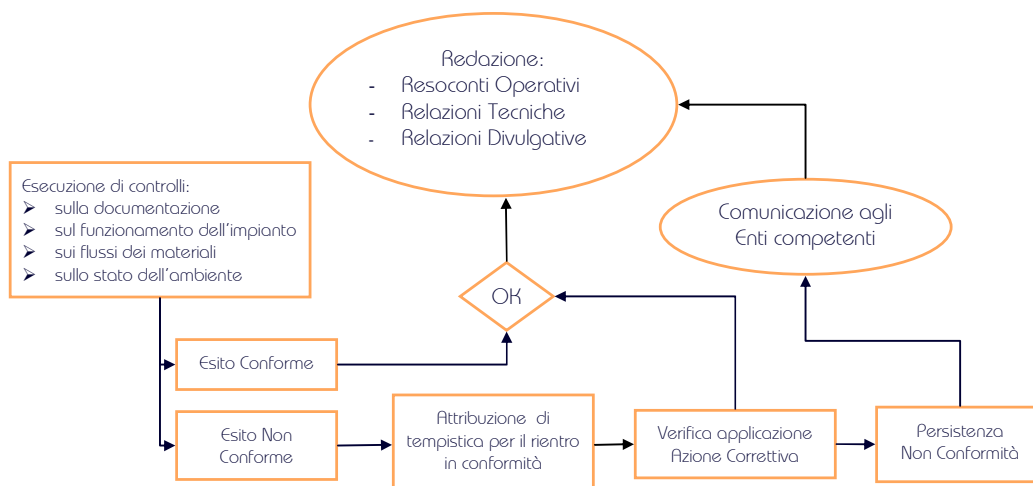 Redazione:
- Resoconti Operativi
- Relazioni Tecniche
- Relazioni Divulgative
Esecuzione di controlli:
➢ sulla documentazione
➢ sul funzionamento dell'impianto
➢ sui flussi dei materiali
➢ sullo stato dell'ambiente
Comunicazione agli
Enti competenti
OK
Esito Conforme
Esito Non
Conforme
Attribuzione di
tempistica per il rientro
in conformità
Verifica applicazione
Azione Correttiva
Persistenza
Non Conformità